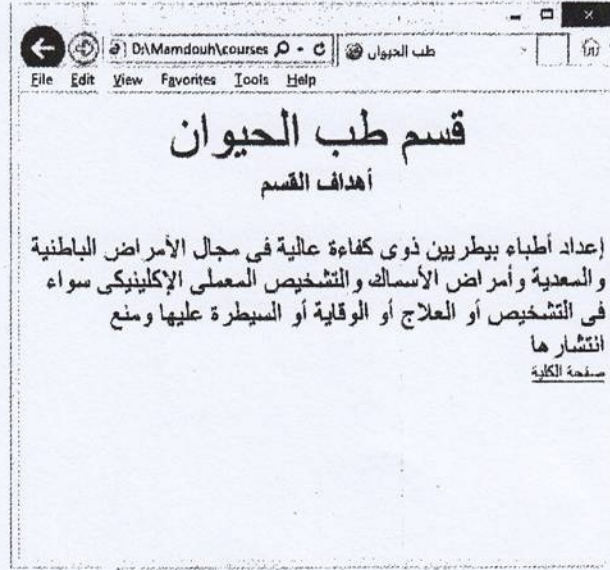 D:\Mamdouh\courses
طب الحيوان
File Edit View Favorites Tools Help
قسم طب الحيوان
أهداف القسم
إعداد أطباء بيطريين ذوى كفاءة عالية فى مجال الأمراض الباطنية
والمعدية وأمراض الأسماك والتشخيص المعملى الإكلينيكى سواء
فى التشخيص أو العلاج أو الوقاية أو السيطرة عليها ومنع
انتشارها
صفحة الكلية